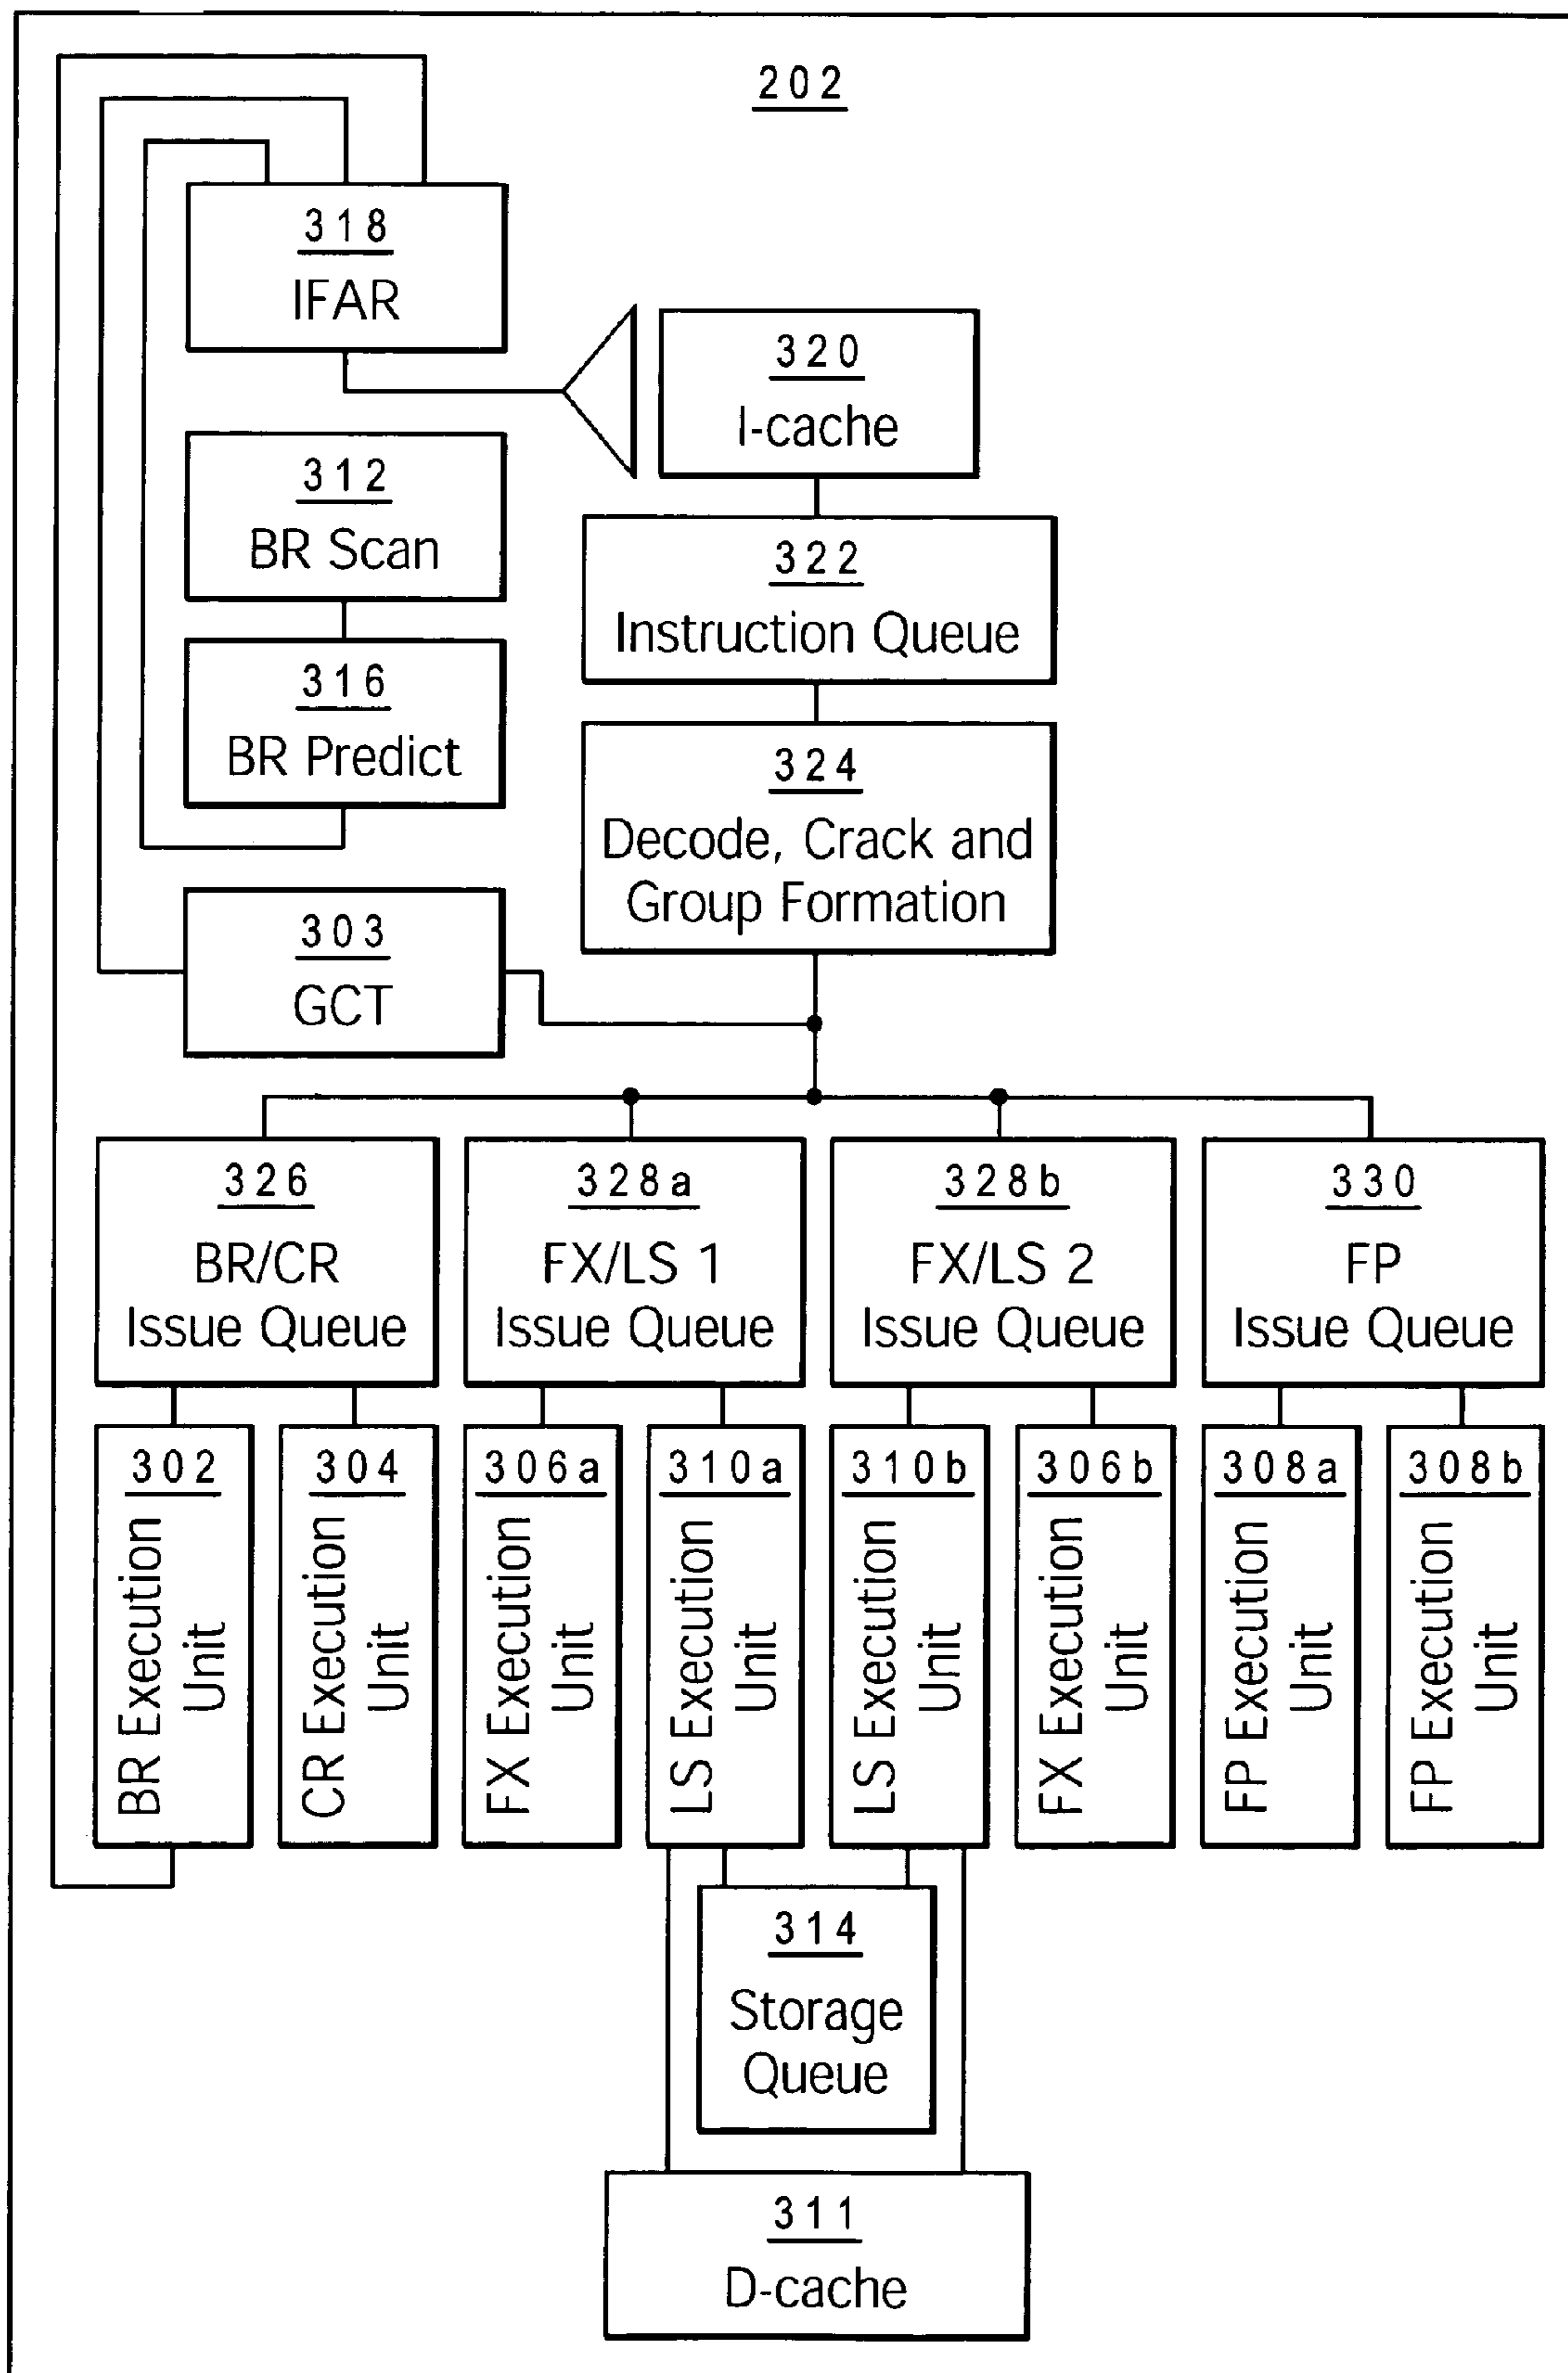 202
318
IFAR
320
I-cache
312
BR Scan
322
Instruction Queue
316
BR Predict
324
Decode, Crack and
Group Formation
303
GCT
326
BR/CR
Issue Queue
328a
FX/LS 1
Issue Queue
328b
FX/LS 2
Issue Queue
330
FP
Issue Queue
302
BR Execution
Unit
304
CR Execution
Unit
306a
FX Execution
Unit
310a
LS Execution
Unit
310b
LS Execution
Unit
306b
FX Execution
Unit
308a
FP Execution
Unit
308b
FP Execution
Unit
314
Storage
Queue
311
D-cache